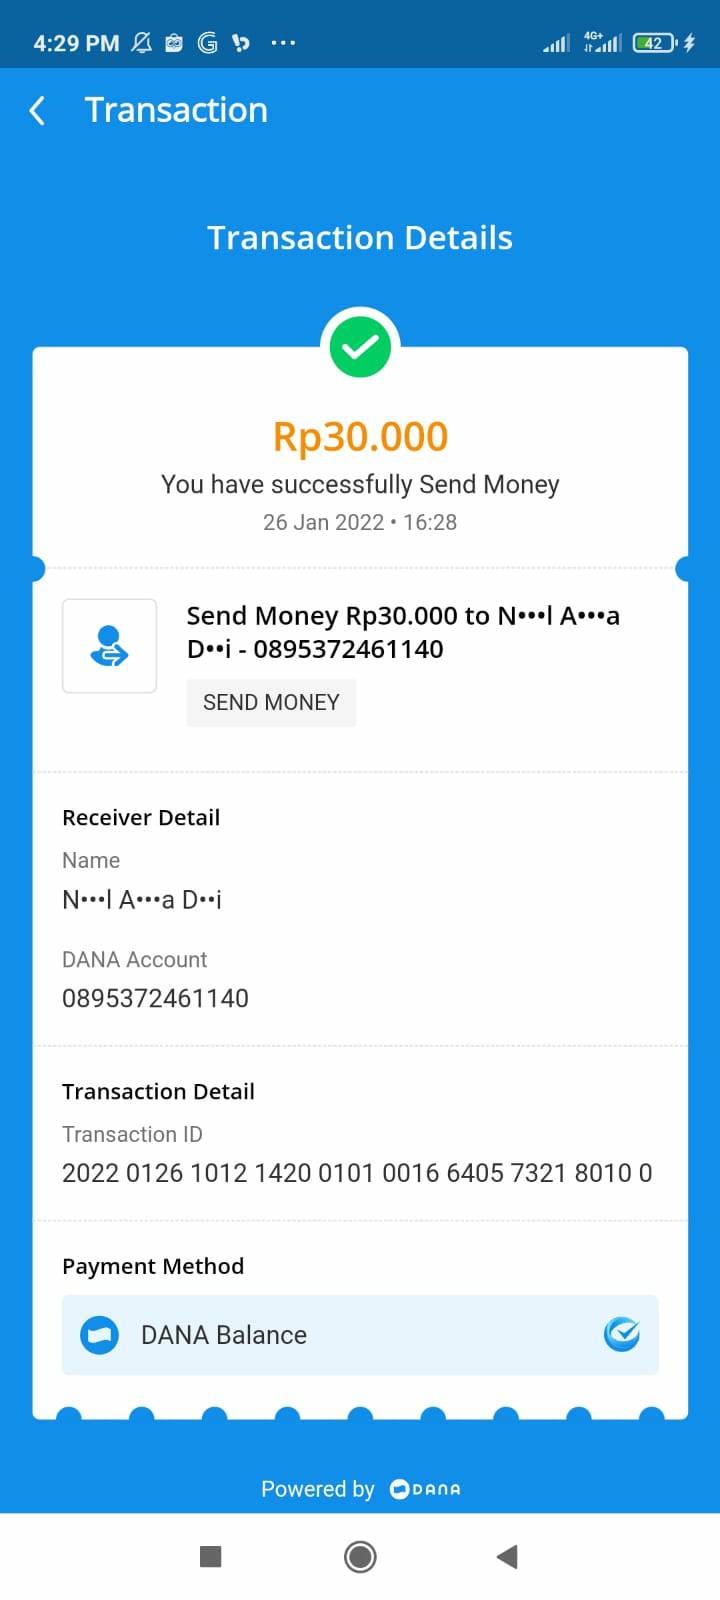 4:29 PM
4G+
42
Transaction
Transaction Details
Rp30.000
You have successfully Send Money
26 Jan 2022 • 16:28
Send Money Rp30.000 to N•••l A•••a
D••i - 0895372461140
SEND MONEY
Receiver Detail
Name
N•••l A•••a D••i
DANA Account
0895372461140
Transaction Detail
Transaction ID
2022 0126 1012 1420 0101 0016 6405 7321 8010 0
Payment Method
DANA Balance
Powered by DANA